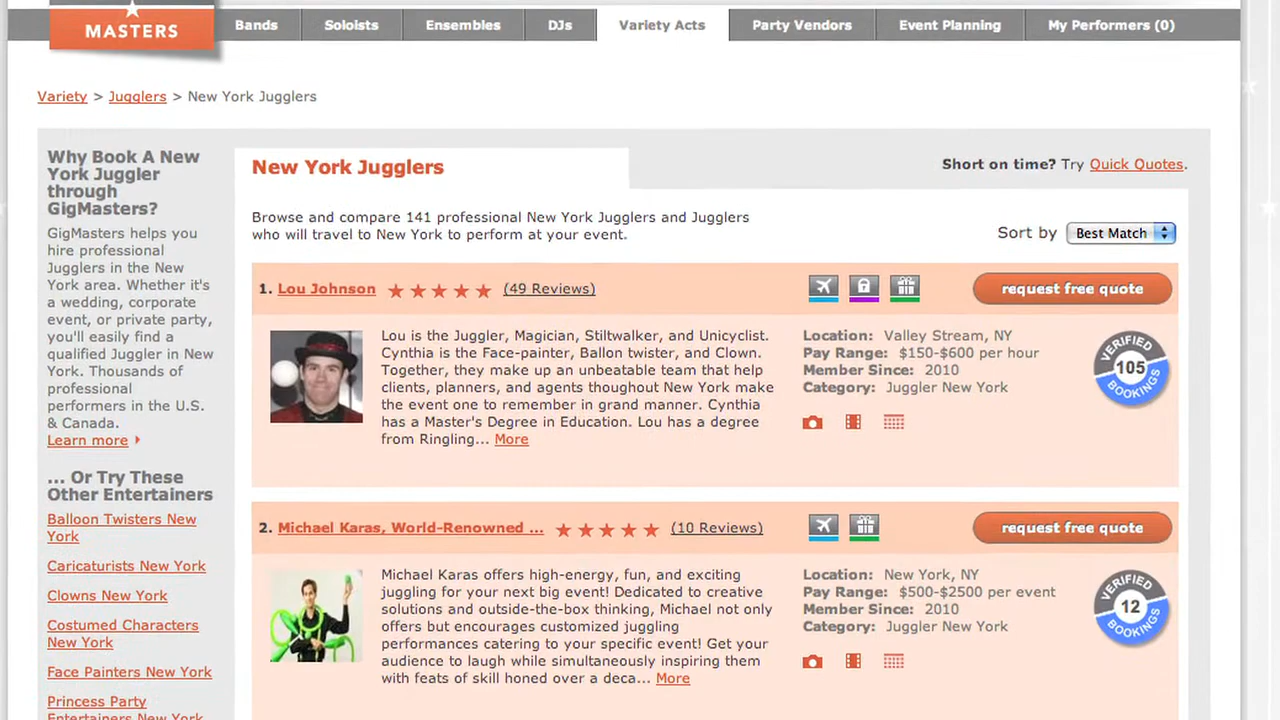 MASTERS
Bands
Soloists
Ensembles
DJs
Variety Acts
Party Vendors
Event Planning
My Performers (0)
Variety > Jugglers > New York Jugglers
Why Book A New
York Juggler
through
GigMasters?
GigMasters helps you
hire professional
Jugglers in the New
York area. Whether it's
a wedding, corporate
event, or private party,
you'll easily find a
qualified Juggler in New
York. Thousands of
professional
performers in the U.S.
& Canada.
Learn more
... Or Try These
Other Entertainers
Balloon Twisters New
York
Caricaturists New York
Clowns New York
Costumed Characters
New York
Face Painters New York
Princess Party
Entertainers New York
New York Jugglers
Short on time? Try Quick Quotes.
Browse and compare 141 professional New York Jugglers and Jugglers
who will travel to New York to perform at your event.
Sort by Best Match
1. Lou Johnson (49 Reviews)
request free quote
Lou is the Juggler, Magician, Stiltwalker, and Unicyclist.
Cynthia is the Face-painter, Ballon twister, and Clown.
Together, they make up an unbeatable team that help
clients, planners, and agents thoughout New York make
the event one to remember in grand manner. Cynthia
has a Master's Degree in Education. Lou has a degree
from Ringling... More
Location: Valley Stream, NY
Pay Range: $150-$600 per hour
Member Since: 2010
Category: Juggler New York
VERIFIED
105
BOOKINGS
2. Michael Karas, World-Renowned ... (10 Reviews)
request free quote
Michael Karas offers high-energy, fun, and exciting
juggling for your next big event! Dedicated to creative
solutions and outside-the-box thinking, Michael not only
offers but encourages customized juggling
performances catering to your specific event! Get your
audience to laugh while simultaneously inspiring them
with feats of skill honed over a deca... More
Location: New York, NY
Pay Range: $500-$2500 per event
Member Since: 2010
Category: Juggler New York
VERIFIED
12
BOOKINGS